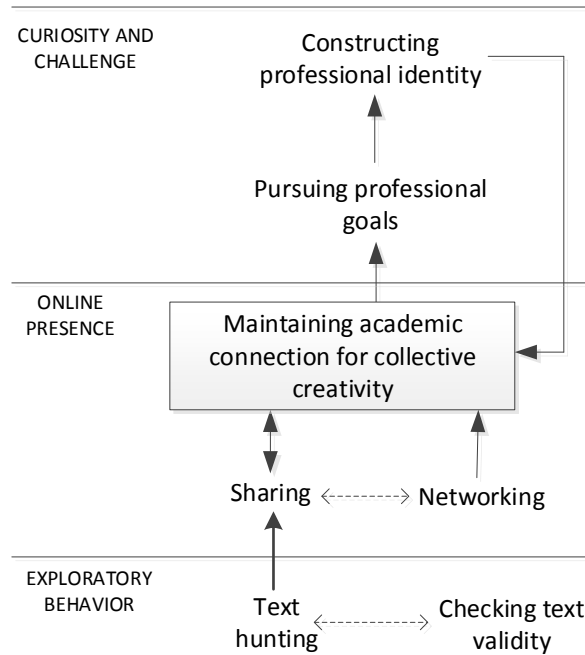 CURIOSITY AND
CHALLENGE
Constructing
professional identity
Pursuing professional
goals
ONLINE
PRESENCE
Maintaining academic
connection for collective
creativity
Sharing
Networking
EXPLORATORY
BEHAVIOR
Text
hunting
Checking text
validity